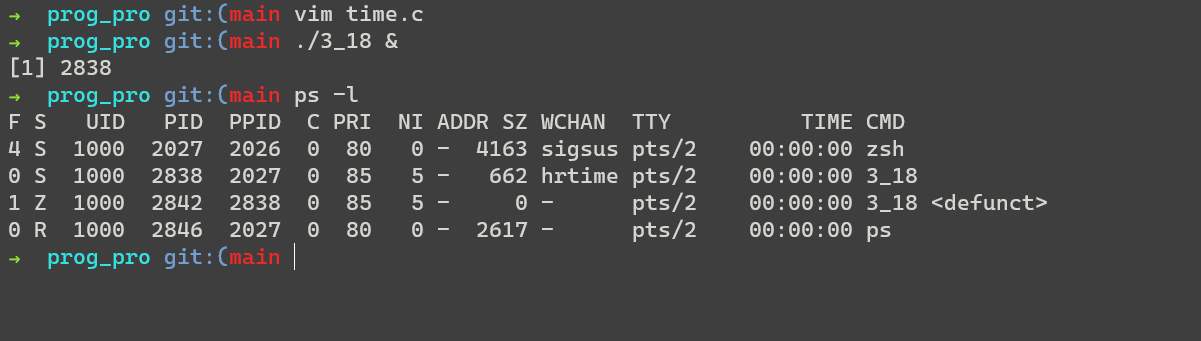 →  prog_pro git:(main vim time.c
→  prog_pro git:(main ./3_18 &
[1] 2838
→  prog_pro git:(main ps -l
F S   UID     PID    PPID  C PRI  NI ADDR SZ WCHAN  TTY          TIME CMD
4 S  1000    2027    2026  0  80   0 -  4163 sigsus pts/2    00:00:00 zsh
0 S  1000    2838    2027  0  85   5 -   662 hrtime pts/2    00:00:00 3_18
1 Z  1000    2842    2838  0  85   5 -     0 -      pts/2    00:00:00 3_18 <defunct>
0 R  1000    2846    2027  0  80   0 -  2617 -      pts/2    00:00:00 ps
→  prog_pro git:(main